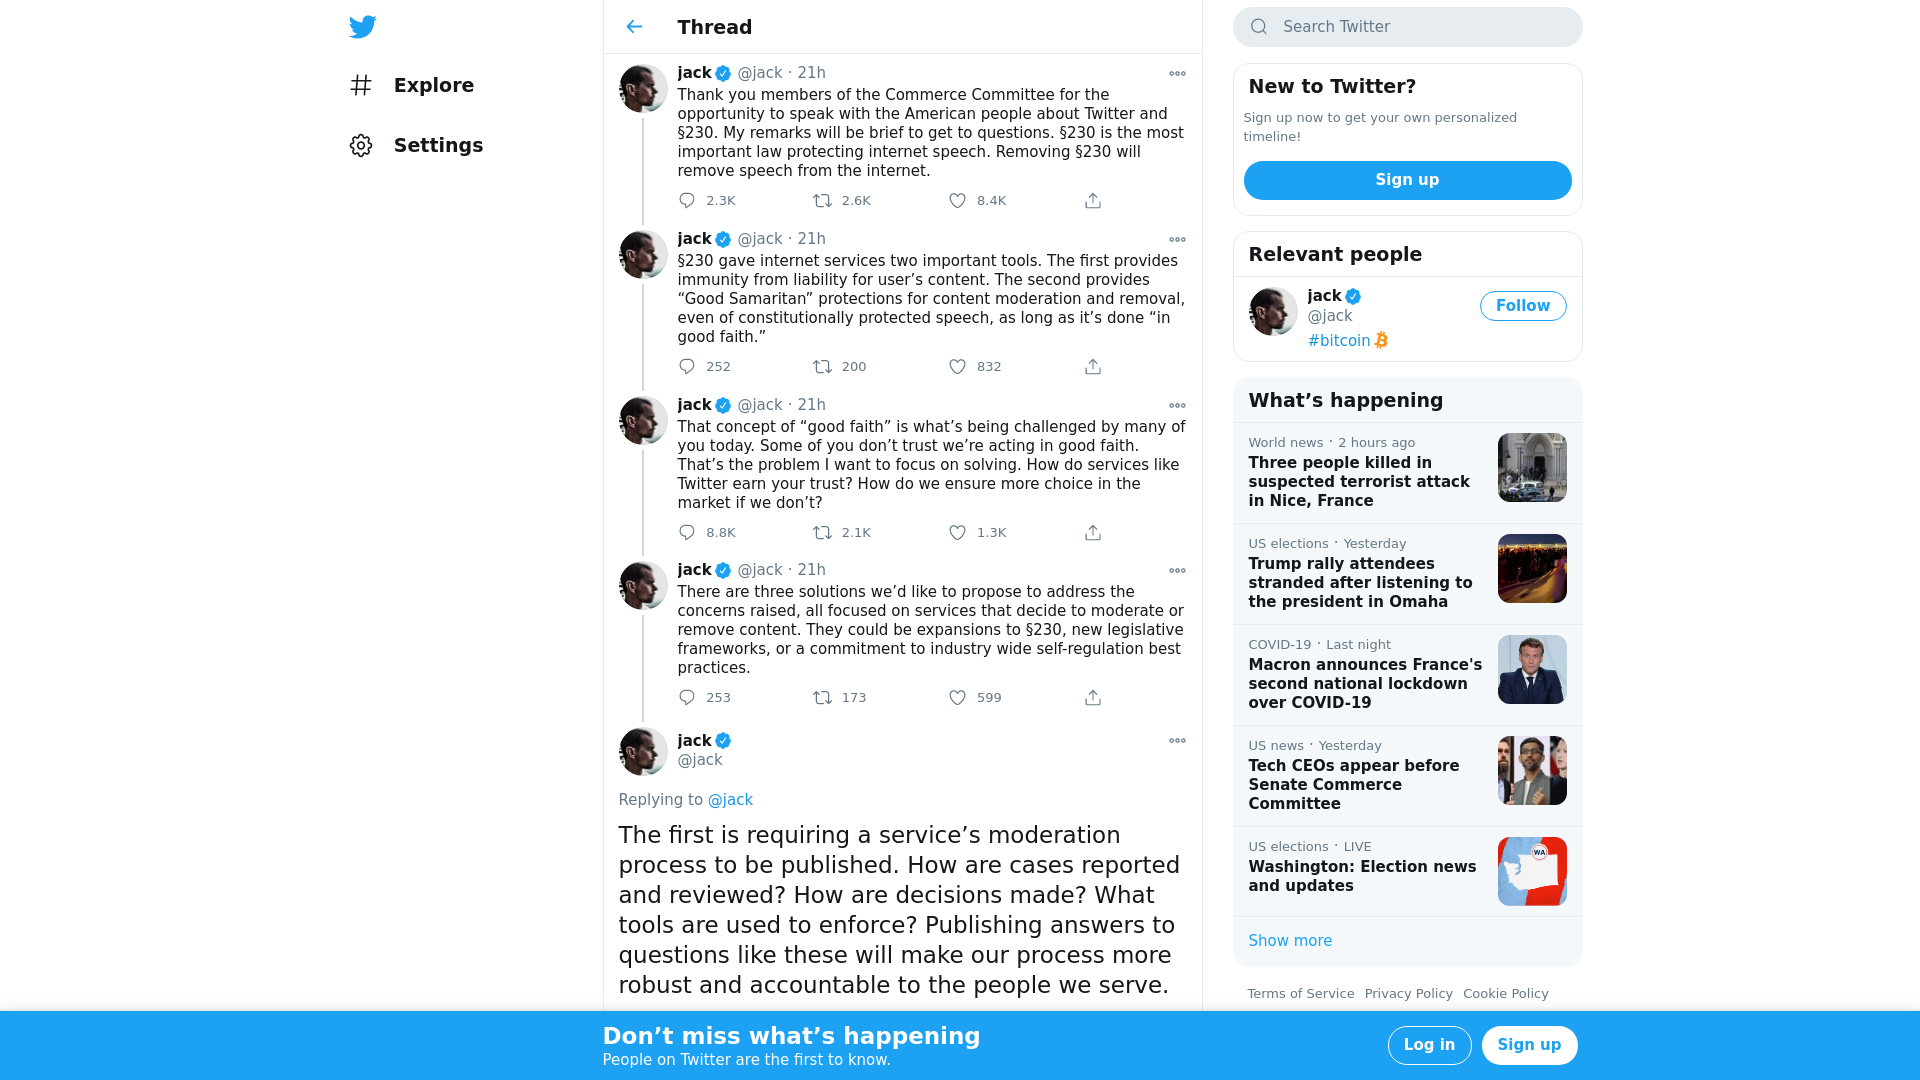 Explore
Settings
Thread
jack @jack · 21h
Thank you members of the Commerce Committee for the
opportunity to speak with the American people about Twitter and
§230. My remarks will be brief to get to questions. §230 is the most
important law protecting internet speech. Removing §230 will
remove speech from the internet.
2.3K 2.6K 8.4K
jack @jack · 21h
§230 gave internet services two important tools. The first provides
immunity from liability for user’s content. The second provides
“Good Samaritan” protections for content moderation and removal,
even of constitutionally protected speech, as long as it’s done “in
good faith.”
252 200 832
jack @jack · 21h
That concept of “good faith” is what’s being challenged by many of
you today. Some of you don’t trust we’re acting in good faith.
That’s the problem I want to focus on solving. How do services like
Twitter earn your trust? How do we ensure more choice in the
market if we don’t?
8.8K 2.1K 1.3K
jack @jack · 21h
There are three solutions we’d like to propose to address the
concerns raised, all focused on services that decide to moderate or
remove content. They could be expansions to §230, new legislative
frameworks, or a commitment to industry wide self-regulation best
practices.
253 173 599
jack
@jack
Replying to @jack
The first is requiring a service’s moderation
process to be published. How are cases reported
and reviewed? How are decisions made? What
tools are used to enforce? Publishing answers to
questions like these will make our process more
robust and accountable to the people we serve.
Search Twitter
New to Twitter?
Sign up now to get your own personalized
timeline!
Sign up
Relevant people
jack
@jack
Follow
#bitcoin
What’s happening
World news · 2 hours ago
Three people killed in
suspected terrorist attack
in Nice, France
US elections · Yesterday
Trump rally attendees
stranded after listening to
the president in Omaha
COVID-19 · Last night
Macron announces France's
second national lockdown
over COVID-19
US news · Yesterday
Tech CEOs appear before
Senate Commerce
Committee
US elections · LIVE
Washington: Election news
and updates
WA
Show more
Terms of Service Privacy Policy Cookie Policy
Don’t miss what’s happening
People on Twitter are the first to know.
Log in
Sign up